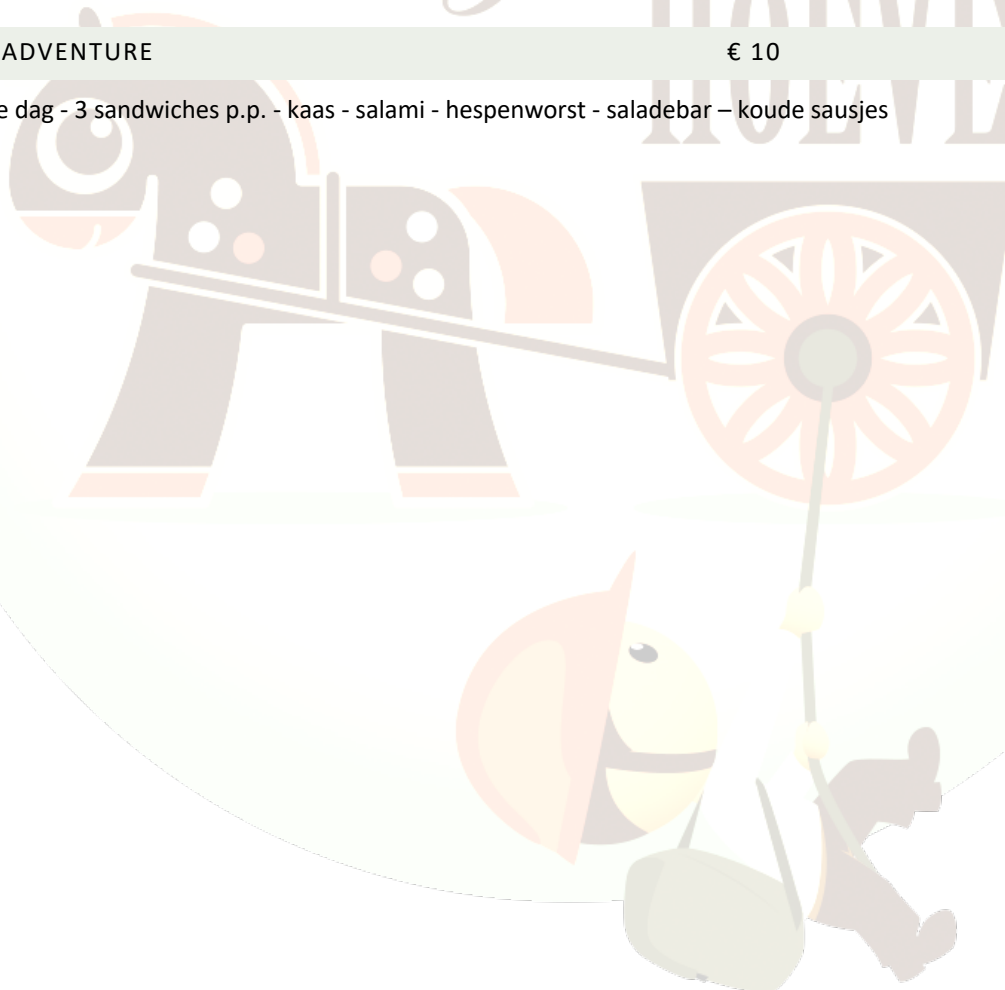 ADVENTURE € 10
e dag - 3 sandwiches p.p. - kaas - salami - hespenworst - saladebar – koude sausjes